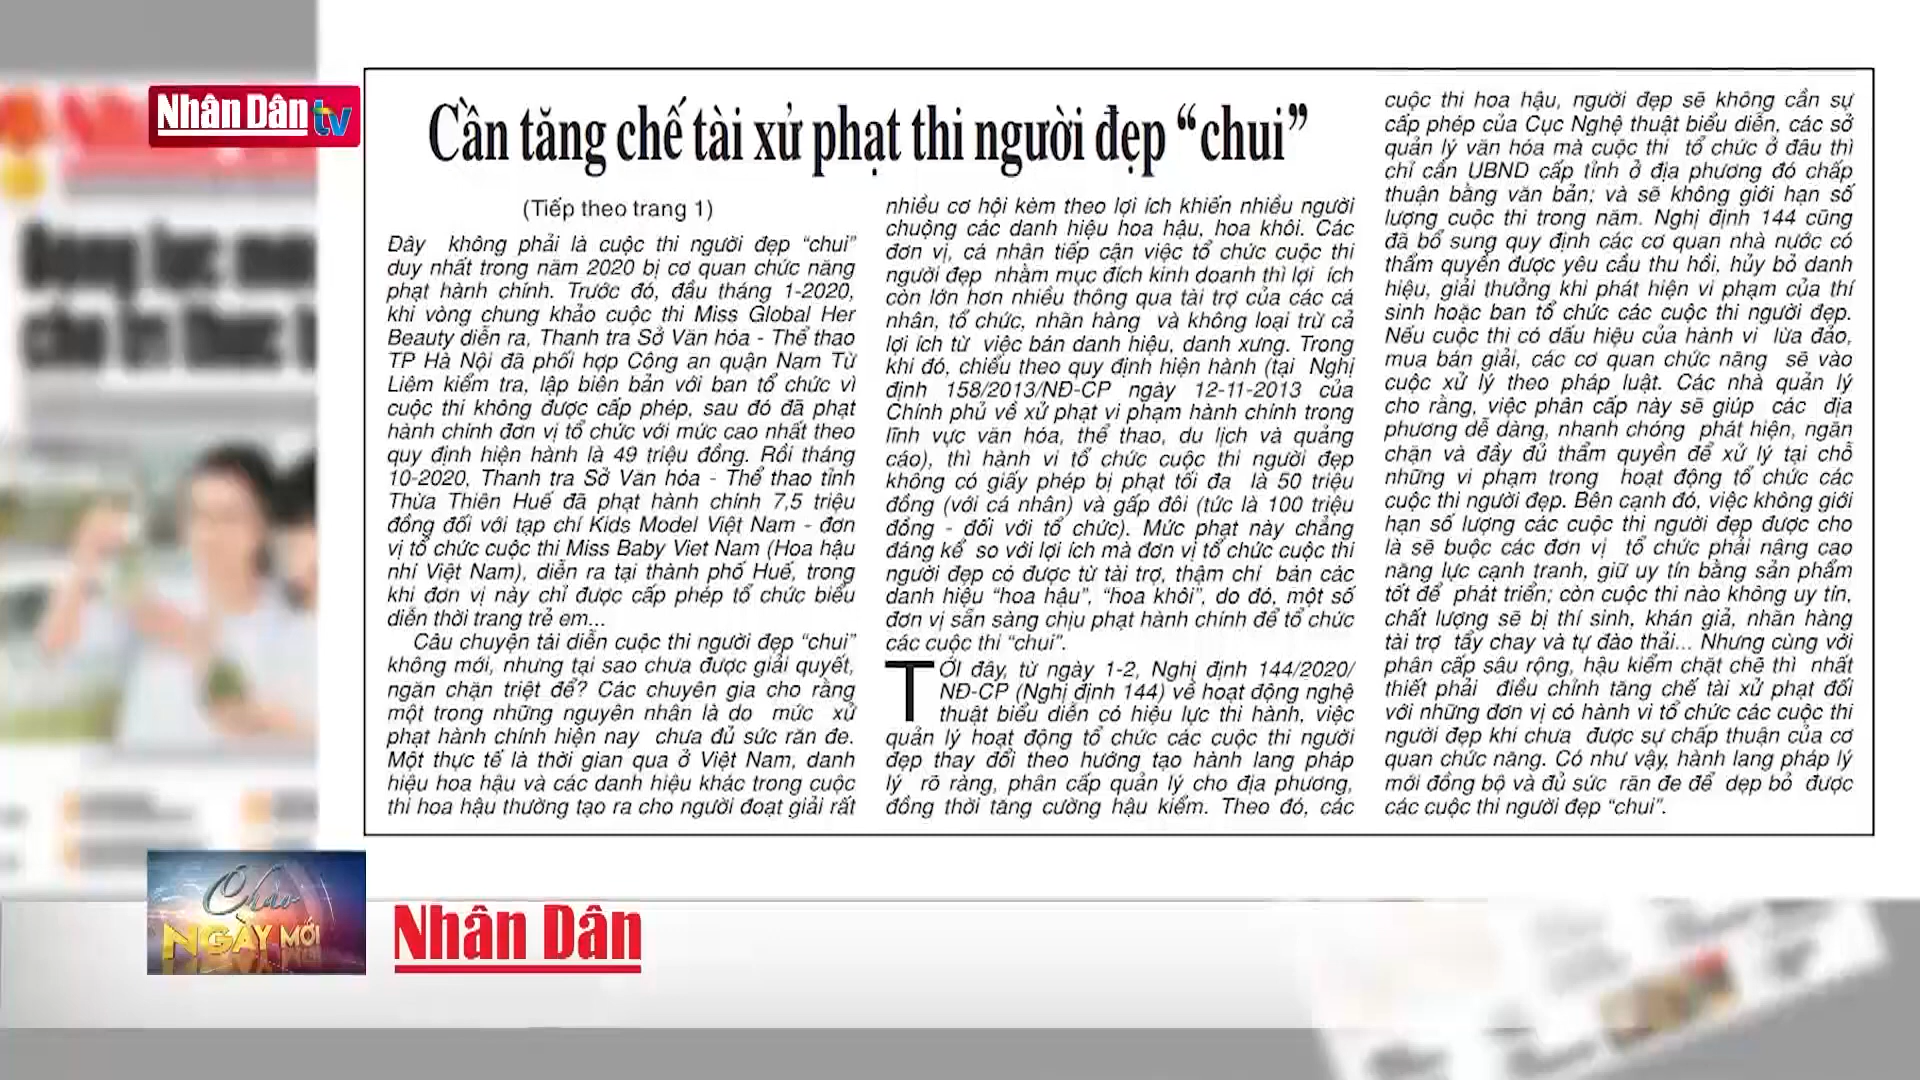 Nhân Dân tv
Cần tăng chế tài xử phạt thi người đẹp “chui”
(Tiếp theo trang 1)
Đây không phải là cuộc thi người đẹp “chui”
duy nhất trong năm 2020 bị cơ quan chức năng
phạt hành chính. Trước đó, đầu tháng 1-2020,
khi vòng chung khảo cuộc thi Miss Global Her
Beauty diễn ra, Thanh tra Sở Văn hóa - Thể thao
TP Hà Nội đã phối hợp Công an quận Nam Từ
Liêm kiểm tra, lập biên bản với ban tổ chức vì
cuộc thi không được cấp phép, sau đó đã phạt
hành chính đơn vị tổ chức với mức cao nhất theo
quy định hiện hành là 49 triệu đồng. Rồi tháng
10-2020, Thanh tra Sở Văn hóa - Thể thao tỉnh
Thừa Thiên Huế đã phạt hành chính 7,5 triệu
đồng đối với tạp chí Kids Model Việt Nam - đơn
vị tổ chức cuộc thi Miss Baby Viet Nam (Hoa hậu
nhí Việt Nam), diễn ra tại thành phố Huế, trong
khi đơn vị này chỉ được cấp phép tổ chức biểu
diễn thời trang trẻ em...
Câu chuyện tái diễn cuộc thi người đẹp “chui”
không mới, nhưng tại sao chưa được giải quyết,
ngăn chặn triệt để? Các chuyên gia cho rằng
một trong những nguyên nhân là do mức xử
phạt hành chính hiện nay chưa đủ sức răn đe.
Một thực tế là thời gian qua ở Việt Nam, danh
hiệu hoa hậu và các danh hiệu khác trong cuộc
thi hoa hậu thường tạo ra cho người đoạt giải rất
nhiều cơ hội kèm theo lợi ích khiến nhiều người
chuộng các danh hiệu hoa hậu, hoa khôi. Các
đơn vị, cá nhân tiếp cận việc tổ chức cuộc thi
người đẹp nhằm mục đích kinh doanh thì lợi ích
còn lớn hơn nhiều thông qua tài trợ của các cá
nhân, tổ chức, nhãn hàng và không loại trừ cả
lợi ích từ việc bán danh hiệu, danh xưng. Trong
khi đó, chiếu theo quy định hiện hành (tại Nghị
định 158/2013/NĐ-CP ngày 12-11-2013 của
Chính phủ về xử phạt vi phạm hành chính trong
lĩnh vực văn hóa, thể thao, du lịch và quảng
cáo), thì hành vi tổ chức cuộc thi người đẹp
không có giấy phép bị phạt tối đa là 50 triệu
đồng (với cá nhân) và gấp đôi (tức là 100 triệu
đồng - đối với tổ chức). Mức phạt này chẳng
đáng kể so với lợi ích mà đơn vị tổ chức cuộc thi
người đẹp có được từ tài trợ, thậm chí bán các
danh hiệu “hoa hậu”, “hoa khôi”, do đó, một số
đơn vị sẵn sàng chịu phạt hành chính để tổ chức
các cuộc thi “chui”.
TỚI đây, từ ngày 1-2, Nghị định 144/2020/
NĐ-CP (Nghị định 144) về hoạt động nghệ
thuật biểu diễn có hiệu lực thi hành, việc
quản lý hoạt động tổ chức các cuộc thi người
đẹp thay đổi theo hướng tạo hành lang pháp
lý rõ ràng, phân cấp quản lý cho địa phương,
đồng thời tăng cường hậu kiểm. Theo đó, các
cuộc thi hoa hậu, người đẹp sẽ không cần sự
cấp phép của Cục Nghệ thuật biểu diễn, các sở
quản lý văn hóa mà cuộc thi tổ chức ở đâu thì
chỉ cần UBND cấp tỉnh ở địa phương đó chấp
thuận bằng văn bản; và sẽ không giới hạn số
lượng cuộc thi trong năm. Nghị định 144 cũng
đã bổ sung quy định các cơ quan nhà nước có
thẩm quyền được yêu cầu thu hồi, hủy bỏ danh
hiệu, giải thưởng khi phát hiện vi phạm của thí
sinh hoặc ban tổ chức các cuộc thi người đẹp.
Nếu cuộc thi có dấu hiệu của hành vi lừa đảo,
mua bán giải, các cơ quan chức năng sẽ vào
cuộc xử lý theo pháp luật. Các nhà quản lý
cho rằng, việc phân cấp này sẽ giúp các địa
phương dễ dàng, nhanh chóng phát hiện, ngăn
chặn và đầy đủ thẩm quyền để xử lý tại chỗ
những vi phạm trong hoạt động tổ chức các
cuộc thi người đẹp. Bên cạnh đó, việc không giới
hạn số lượng các cuộc thi người đẹp được cho
là sẽ buộc các đơn vị tổ chức phải nâng cao
năng lực cạnh tranh, giữ uy tín bằng sản phẩm
tốt để phát triển; còn cuộc thi nào không uy tín,
chất lượng sẽ bị thí sinh, khán giả, nhãn hàng
tài trợ tẩy chay và tự đào thải... Nhưng cùng với
phân cấp sâu rộng, hậu kiểm chặt chẽ thì nhất
thiết phải điều chỉnh tăng chế tài xử phạt đối
với những đơn vị có hành vi tổ chức các cuộc thi
người đẹp khi chưa được sự chấp thuận của cơ
quan chức năng. Có như vậy, hành lang pháp lý
mới đồng bộ và đủ sức răn đe để dẹp bỏ được
các cuộc thi người đẹp “chui”.
Chào
NGÀY MỚI
Nhân Dân